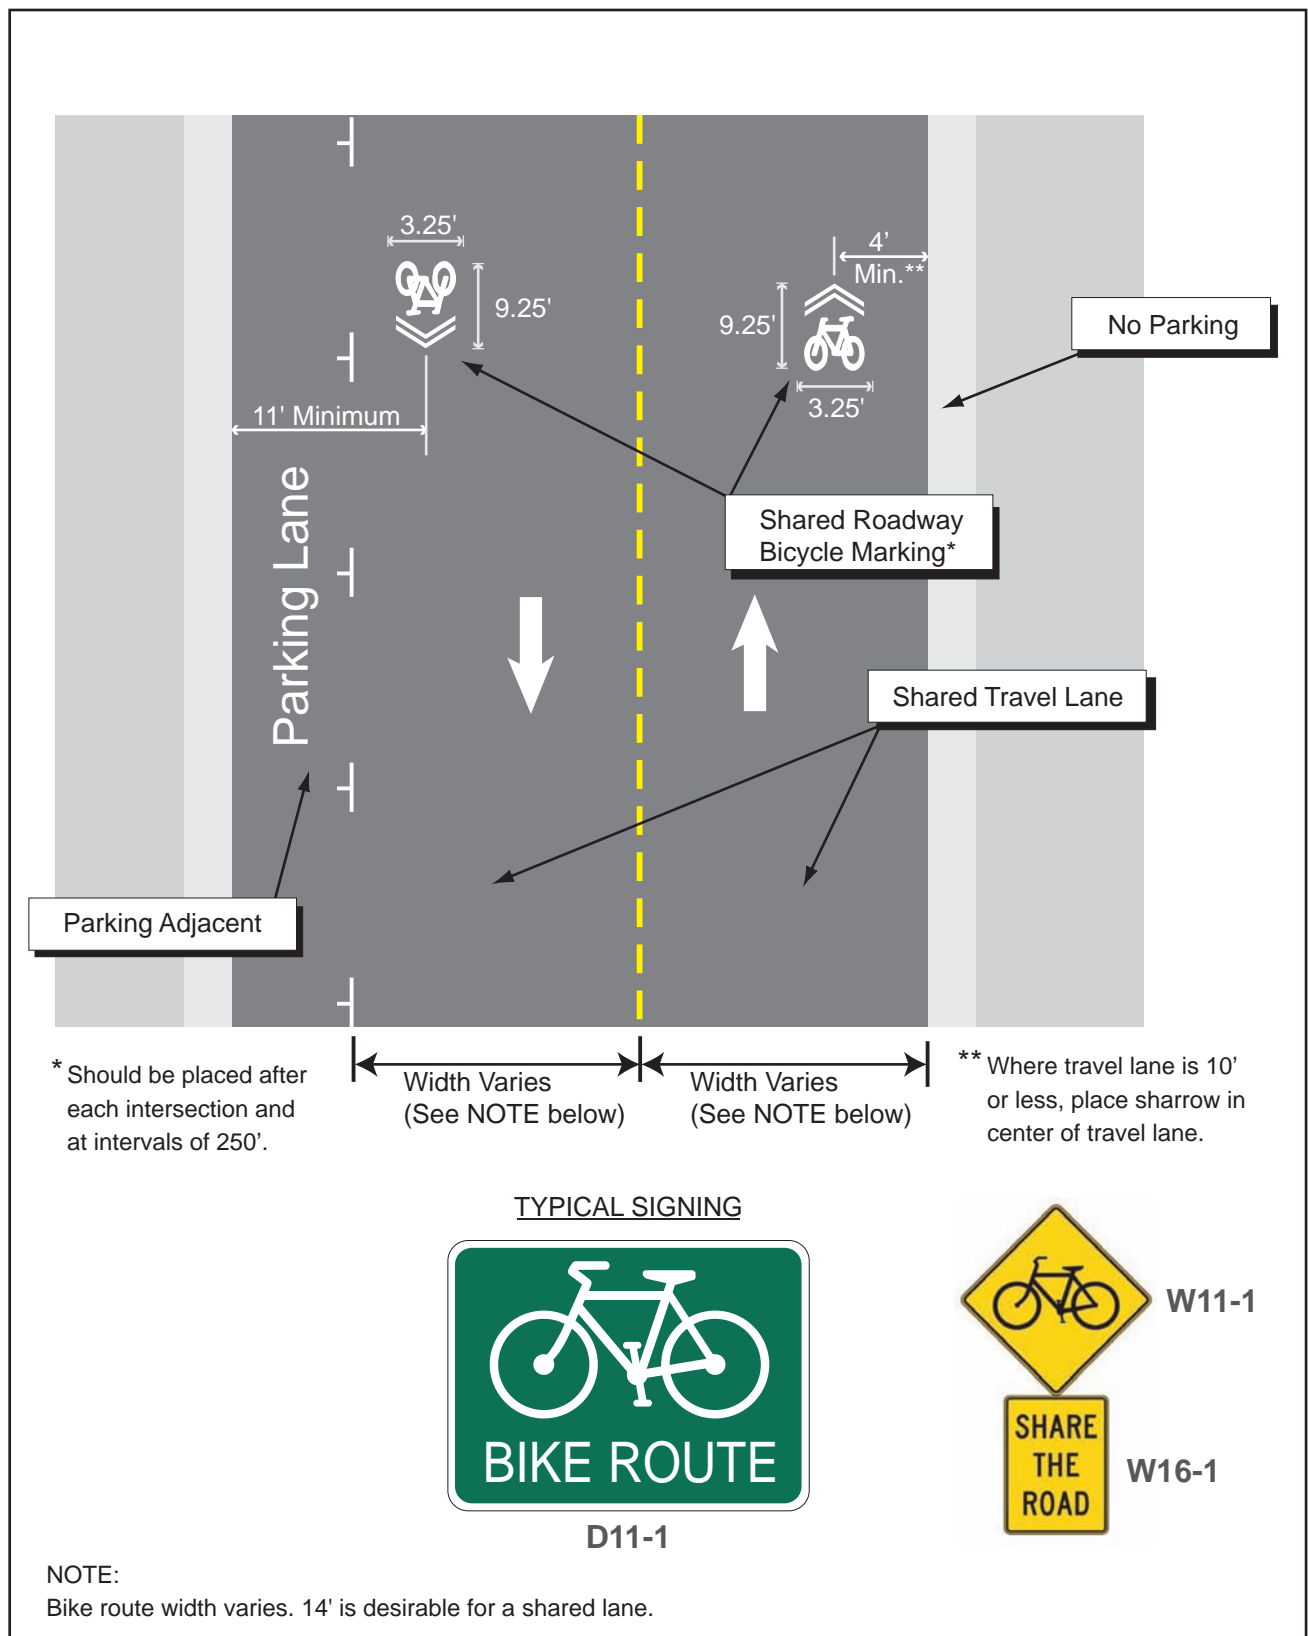 3.25'
9.25'
4'
Min.**
9.25'
3.25'
No Parking
11' Minimum
Parking Lane
Shared Roadway
Bicycle Marking*
Shared Travel Lane
Parking Adjacent
* Should be placed after
each intersection and
at intervals of 250'.
Width Varies
(See NOTE below)
Width Varies
(See NOTE below)
** Where travel lane is 10'
or less, place sharrow in
center of travel lane.
TYPICAL SIGNING
BIKE ROUTE
D11-1
W11-1
SHARE
THE
ROAD
W16-1
NOTE:
Bike route width varies. 14' is desirable for a shared lane.